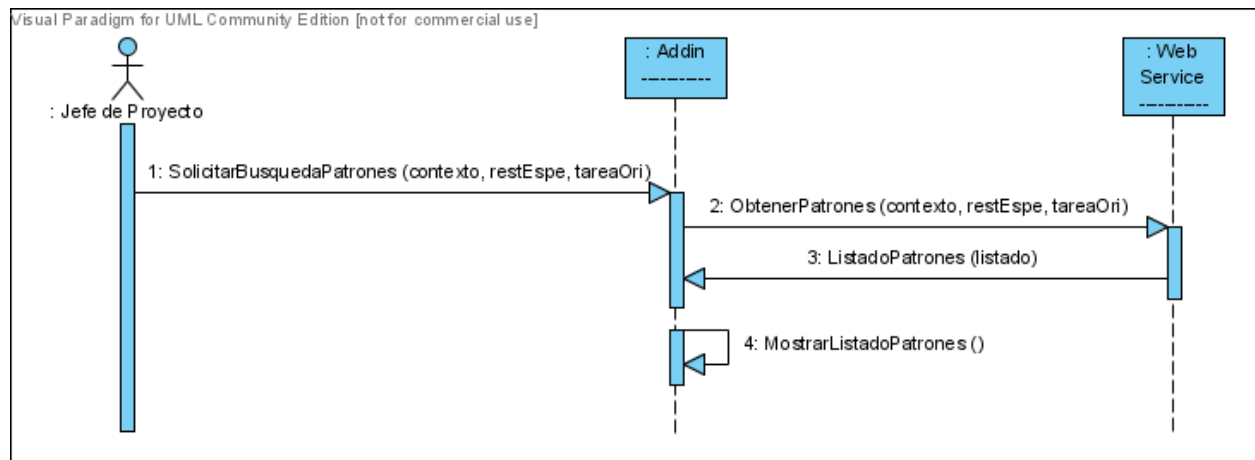 Visual Paradigm for UML Community Edition [not for commercial use]
: Jefe de Proyecto
: Addin
: Web
Service
1: SolicitarBusquedaPatrones (contexto, restEspe, tareaOri)
2: ObtenerPatrones (contexto, restEspe, tareaOri)
3: ListadoPatrones (listado)
4: MostrarListadoPatrones ()